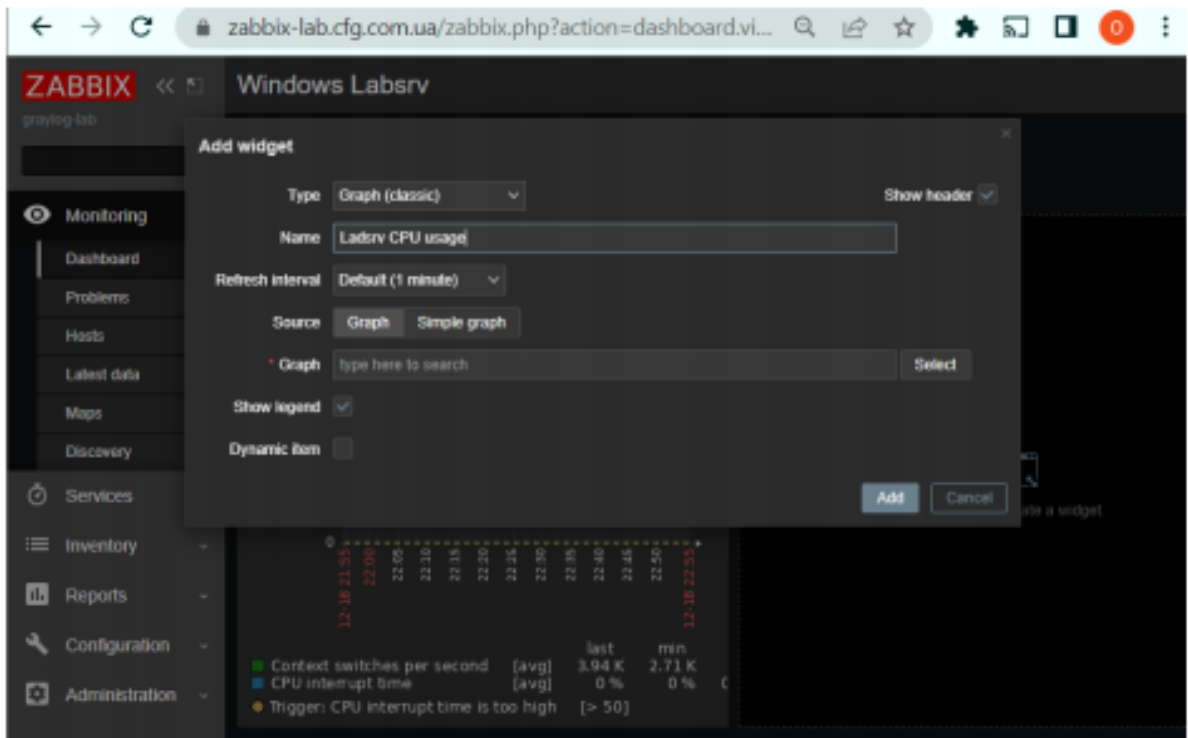 zabbix-lab.cfg.com.ua/zabbix.php?action=dashboard.vi...
O
ZABBIX
graylog-lab
Windows Labsrv
Add widget
Type Graph (classic)
Show header
Name Ladsrv CPU usage
Refresh interval Default (1 minute)
Source Graph Simple graph
* Graph type here to search Select
Show legend
Dynamic item
Add Cancel
Monitoring
Dashboard
Problems
Hosts
Latest data
Maps
Discovery
Services
Inventory
Reports
Configuration
Administration
ate a widget
0
12-18 21:55 22:00 22:05 22:10 22:15 22:20 22:25 22:30 22:35 22:40 22:45 22:50 12-18 22:55
last min
Context switches per second [avg] 3.94 K 2.71 K
CPU interrupt time [avg] 0 % 0 %
Trigger: CPU interrupt time is too high [> 50]